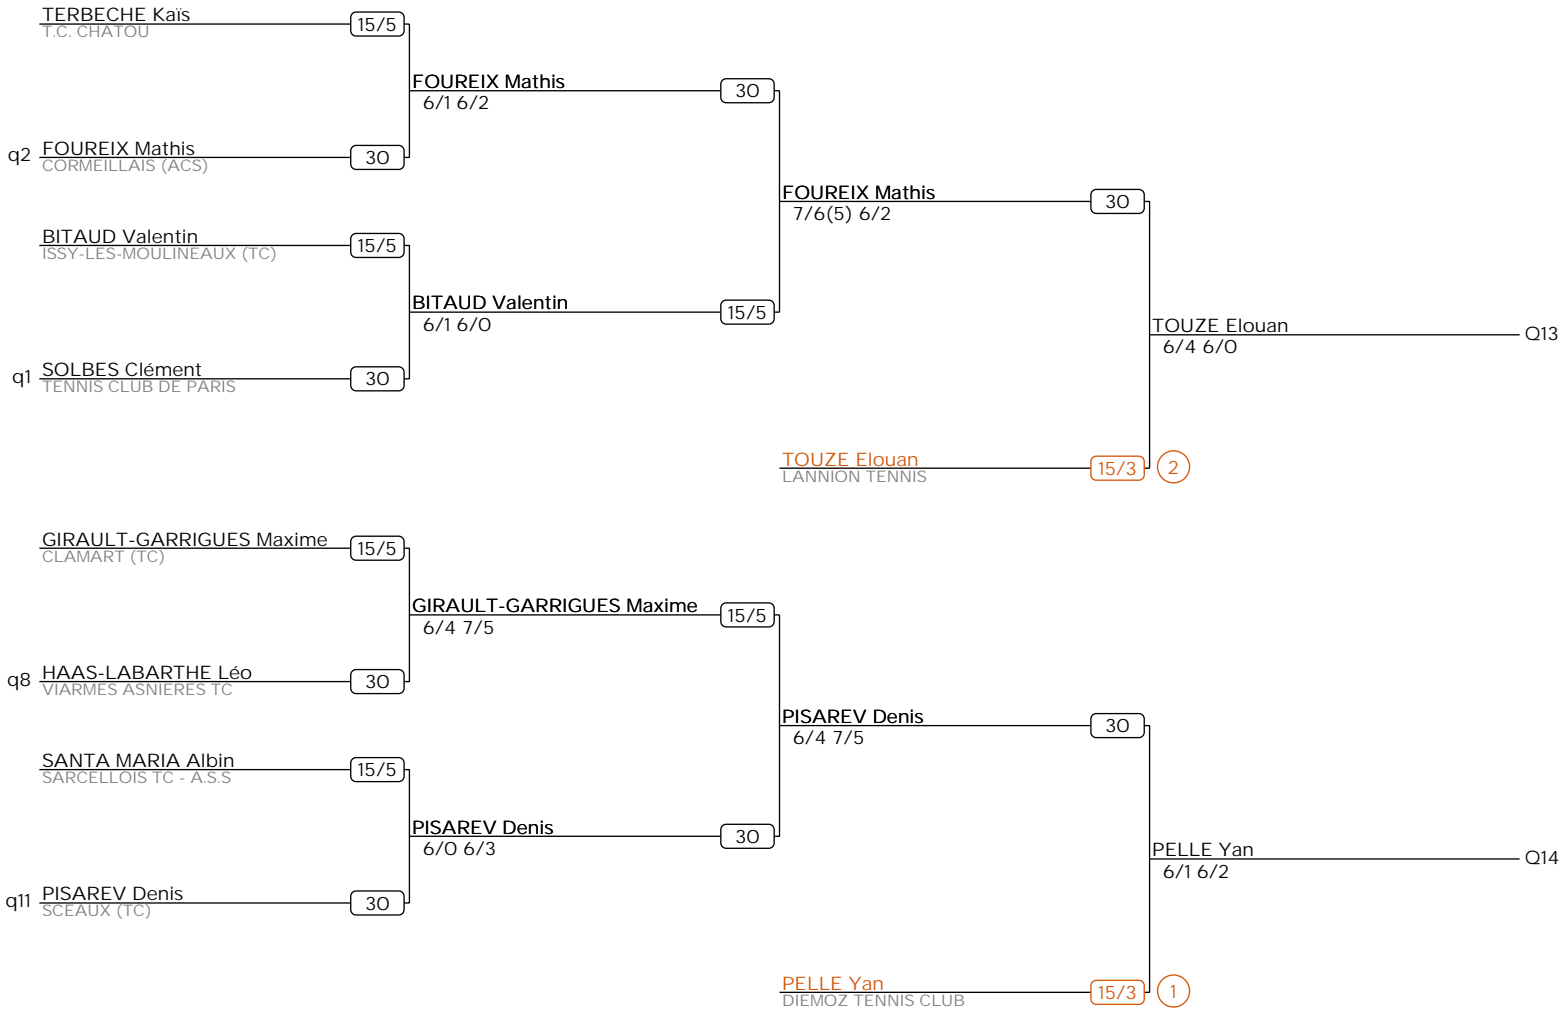 TERBECHE Kaïs
15/5
T.C. CHATOU
FOUREIX Mathis
30
6/1 6/2
q2 FOUREIX Mathis
30
CORMEILLAIS (ACS)
FOUREIX Mathis
30
7/6(5) 6/2
BITAUD Valentin
15/5
ISSY-LES-MOULINEAUX (TC)
BITAUD Valentin
15/5
6/1 6/0
TOUZE Elouan
Q13
6/4 6/0
q1 SOLBES Clément
30
TENNIS CLUB DE PARIS
TOUZE Elouan
15/3 2
LANNION TENNIS
GIRAULT-GARRIGUES Maxime
15/5
CLAMART (TC)
GIRAULT-GARRIGUES Maxime
15/5
6/4 7/5
q8 HAAS-LABARTHE Léo
30
VIARMES ASNIERES TC
PISAREV Denis
30
6/4 7/5
SANTA MARIA Albin
15/5
SARCELLOIS TC - A.S.S
PISAREV Denis
30
6/0 6/3
PELLE Yan
Q14
6/1 6/2
q11 PISAREV Denis
30
SCEAUX (TC)
PELLE Yan
15/3 1
DIEMOZ TENNIS CLUB